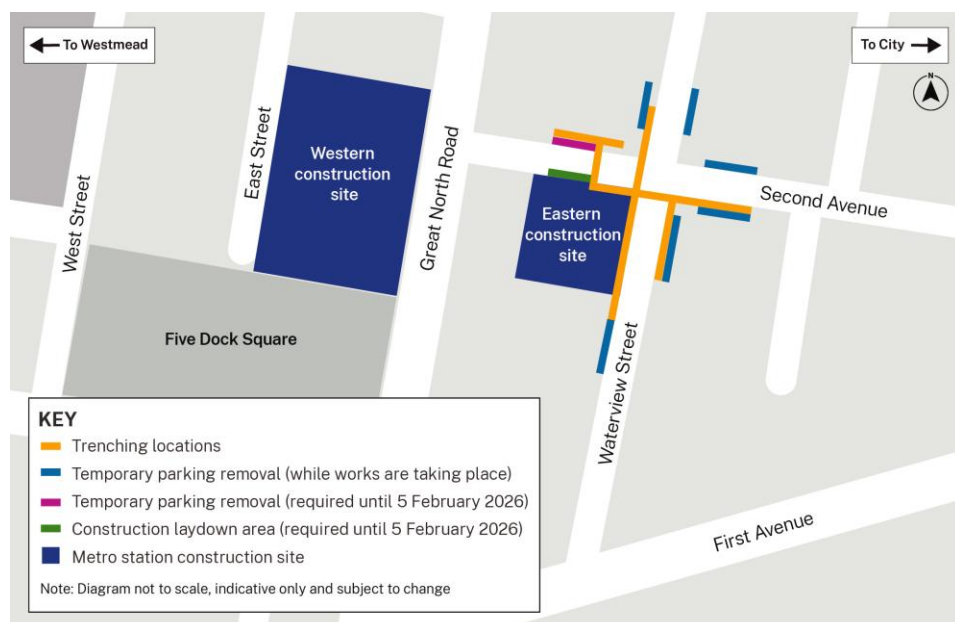 To Westmead
To City
N
East Street
Western
construction
site
Great North Road
Second Avenue
West Street
Eastern
construction
site
Five Dock Square
Waterview Street
First Avenue
KEY
Trenching locations
Temporary parking removal (while works are taking place)
Temporary parking removal (required until 5 February 2026)
Construction laydown area (required until 5 February 2026)
Metro station construction site
Note: Diagram not to scale, indicative only and subject to change